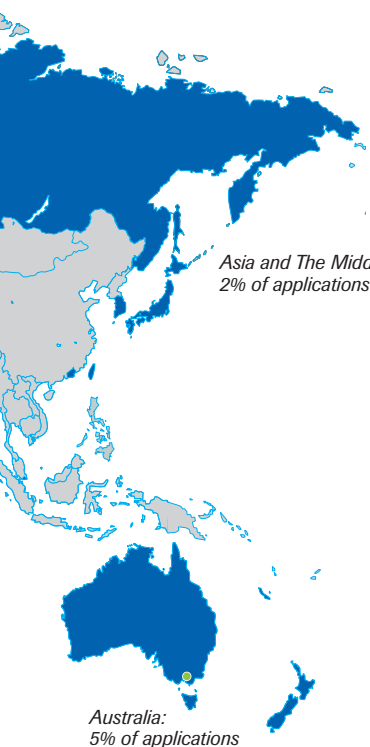 Asia and The Midd
2% of applications
Australia:
5% of applications